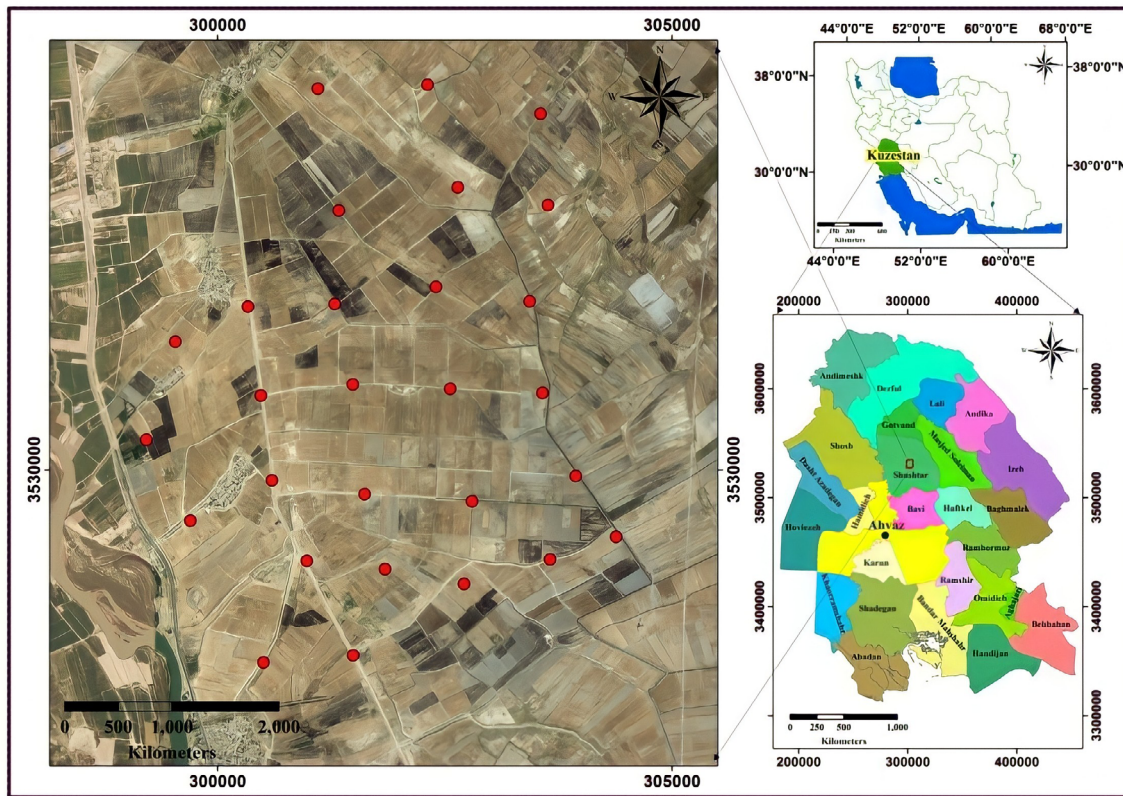 300000
305000
3530000
3530000
N
W
E
0
500
1,000
2,000
Kilometers
300000
305000
44°0'0"E
52°0'0"E
60°0'0"E
68°0'0"E
38°0'0"N
38°0'0"N
30°0'0"N
30°0'0"N
Kuzestan
Kilometers
44°0'0"E
52°0'0"E
60°0'0"E
200000
300000
400000
3600000
3600000
3500000
3500000
3400000
3400000
3300000
3300000
Andimeshk
Dezful
Lali
Andika
Gotvand
Masjed Soleiman
Shosh
Izeh
Shushtar
Dasht Azadegan
Hamidieh
Bavi
Haftkel
Baghmalek
Hoveizeh
Ahvaz
Karun
Ramhormoz
Ramshir
Khorramshahr
Omidieh
Aghajari
Shadegan
Bandar Mahshahr
Behbahan
Abadan
Handijan
0
250
500
1,000
Kilometers
200000
300000
400000